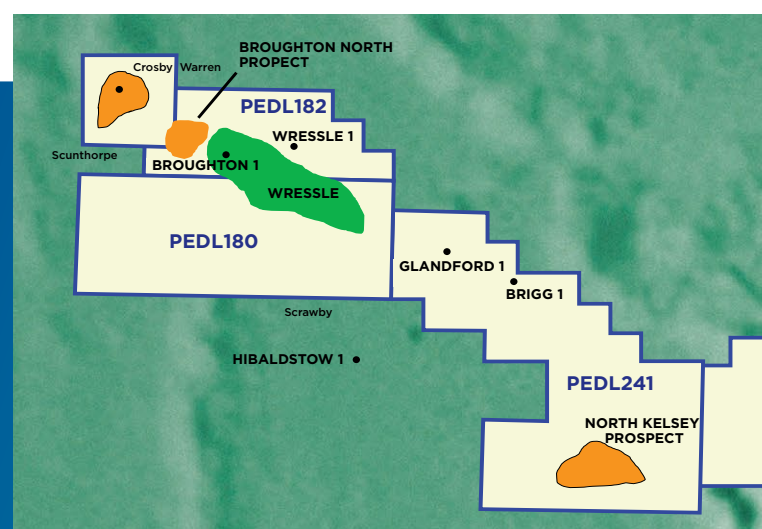 BROUGHTON NORTH
PROPECT
Crosby Warren
PEDL182
WRESSLE 1
Scunthorpe
BROUGHTON 1
WRESSLE
PEDL180
GLANDFORD 1
BRIGG 1
Scrawby
HIBALDSTOW 1
PEDL241
NORTH KELSEY
PROSPECT